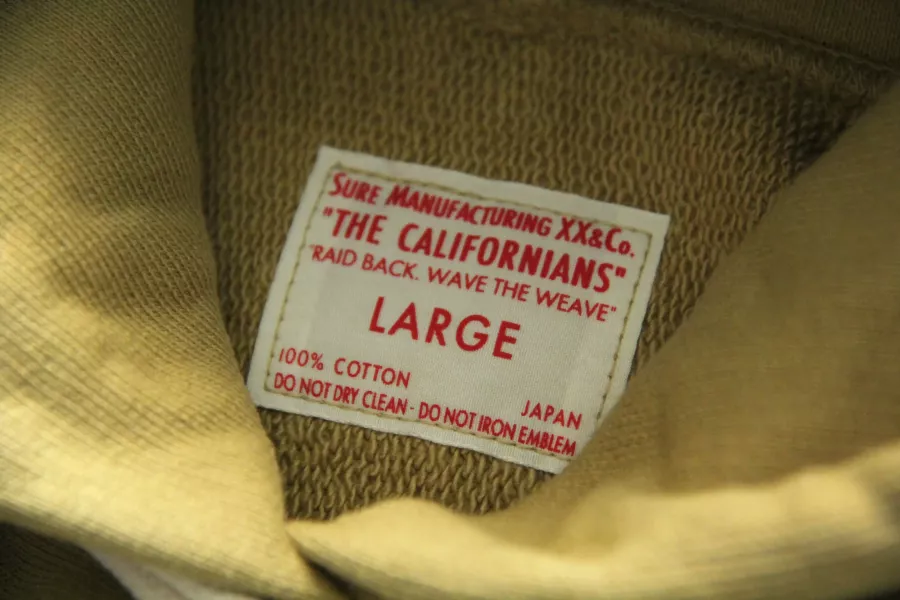 SURE MANUFACTURING XX&CO.
"THE CALIFORNIANS"
"RAID BACK. WAVE THE WEAVE"
LARGE
100% COTTON
JAPAN
DO NOT DRY CLEAN - DO NOT IRON EMBLEM